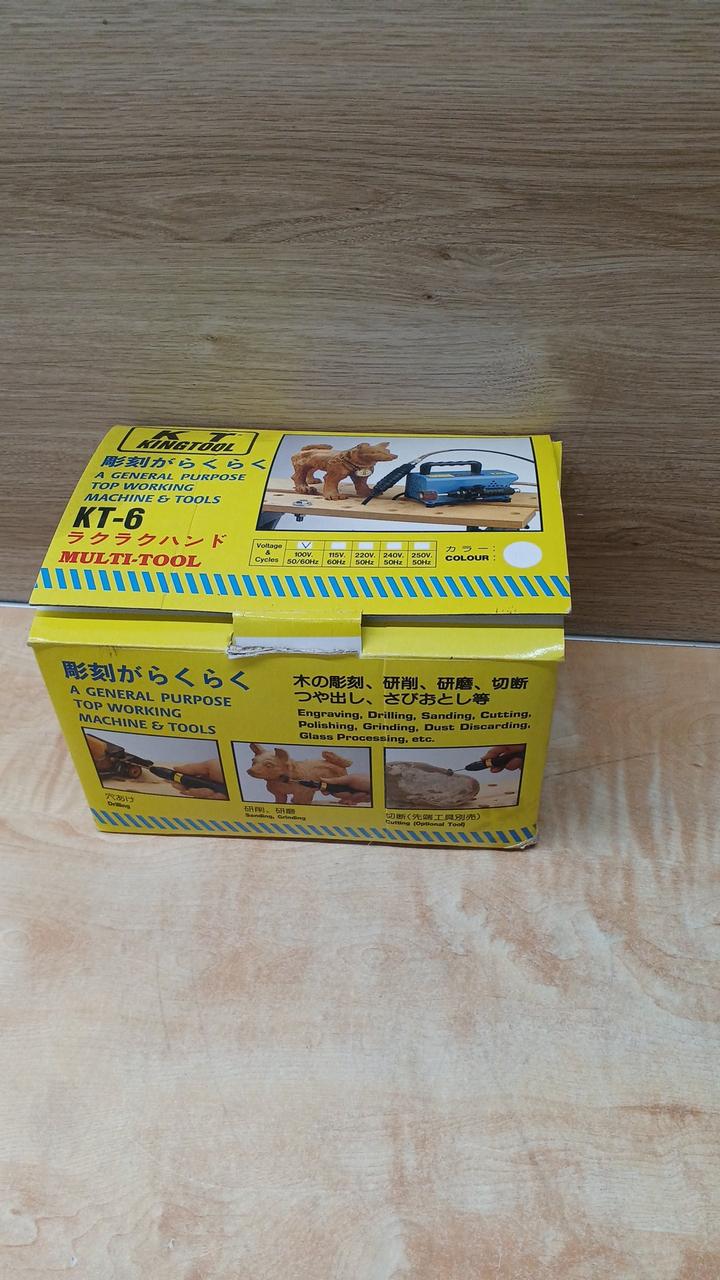 K T
KINGTOOL
彫刻がらくらく
A GENERAL PURPOSE
TOP WORKING
MACHINE & TOOLS
KT-6
ラクラクハンド
MULTI-TOOL
Voltage & Cycles
100V. 50/60Hz
115V. 60Hz
220V. 50Hz
240V. 50Hz
250V. 50Hz
カラー：
COLOUR：
彫刻がらくらく
A GENERAL PURPOSE
TOP WORKING
MACHINE & TOOLS
木の彫刻、研削、研磨、切断
つや出し、さびおとし等
Engraving, Drilling, Sanding, Cutting,
Polishing, Grinding, Dust Discarding,
Glass Processing, etc.
穴あけ
Drilling
研削、研磨
Sanding, Grinding
切断(先端工具別売)
Cutting (Optional Tool)